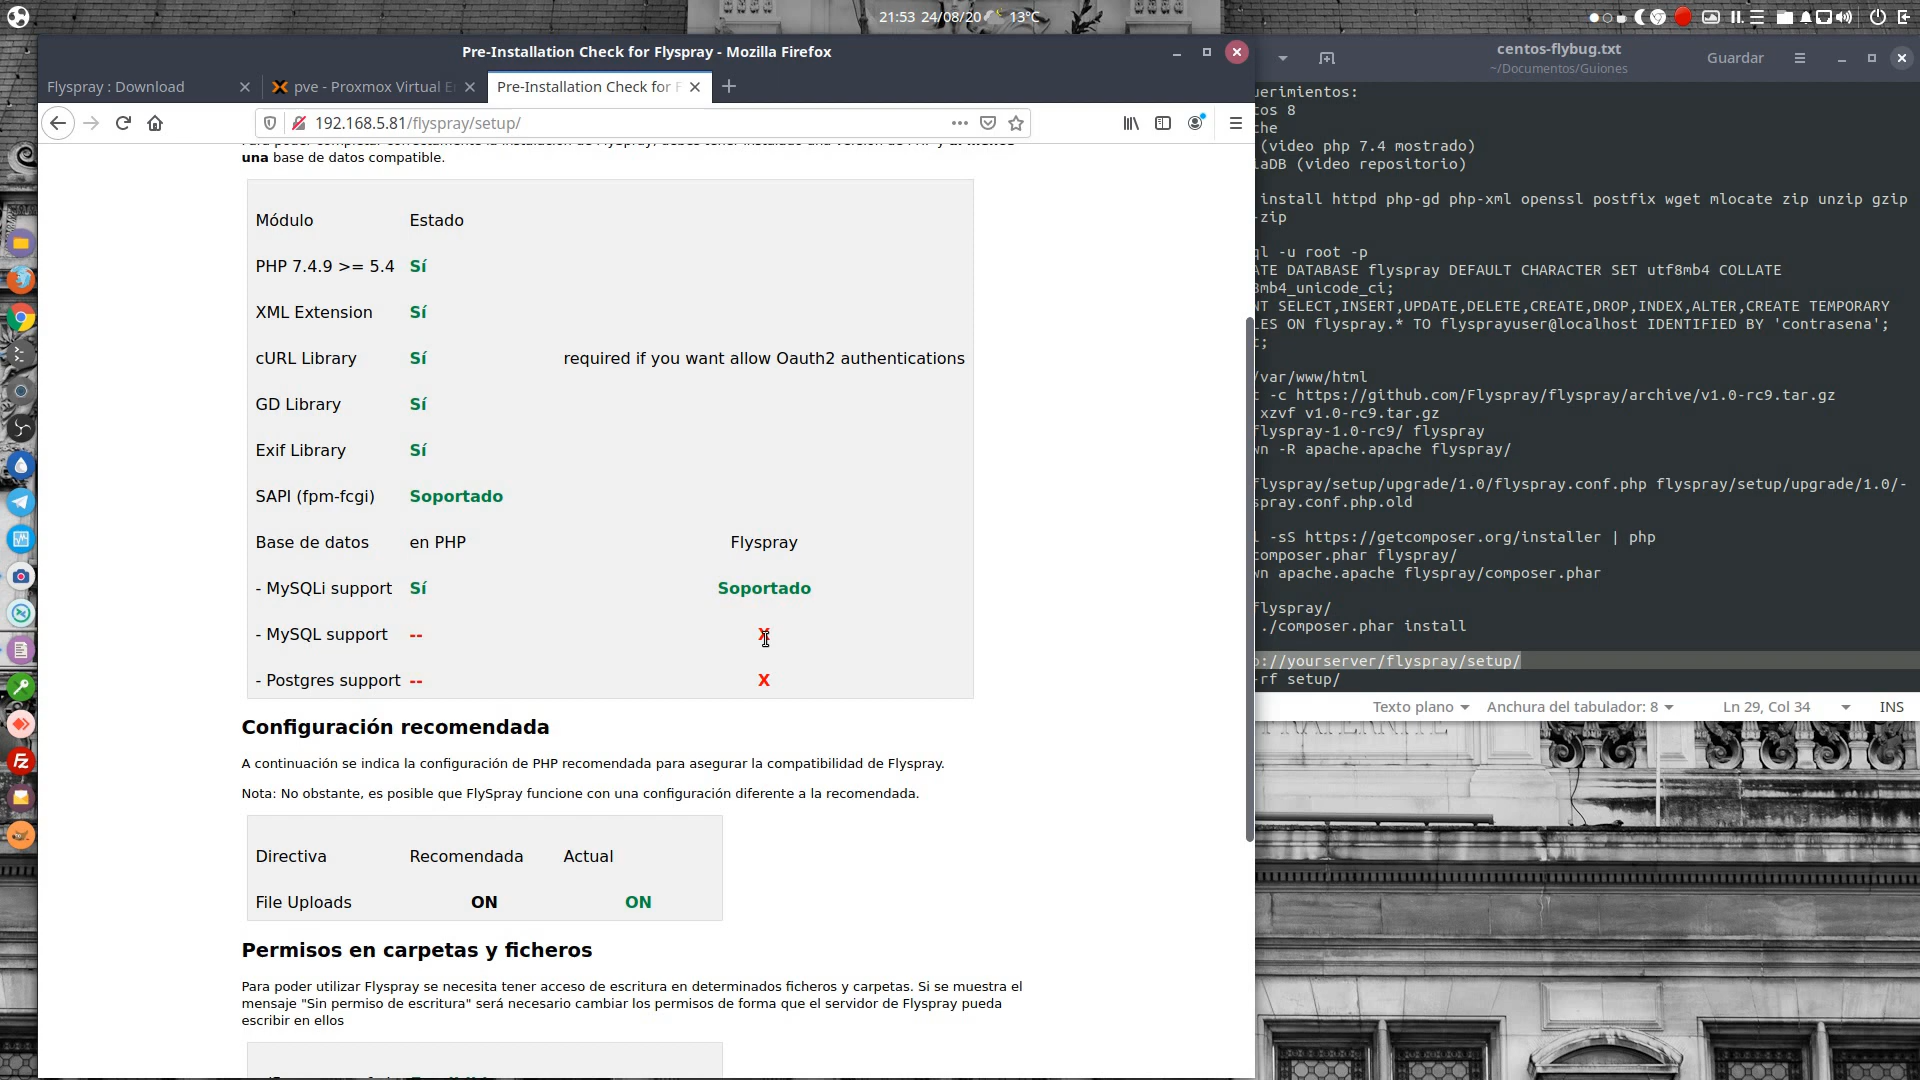 21:53 24/08/20 13°C
Pre-Installation Check for Flyspray - Mozilla Firefox
Flyspray : Download
pve - Proxmox Virtual E
Pre-Installation Check for F
192.168.5.81/flyspray/setup/
una base de datos compatible.
Módulo Estado
PHP 7.4.9 >= 5.4 Sí
XML Extension Sí
cURL Library Sí required if you want allow Oauth2 authentications
GD Library Sí
Exif Library Sí
SAPI (fpm-fcgi) Soportado
Base de datos en PHP Flyspray
- MySQLi support Sí Soportado
- MySQL support -- X
- Postgres support -- X
Configuración recomendada
A continuación se indica la configuración de PHP recomendada para asegurar la compatibilidad de Flyspray.
Nota: No obstante, es posible que FlySpray funcione con una configuración diferente a la recomendada.
Directiva Recomendada Actual
File Uploads ON ON
Permisos en carpetas y ficheros
Para poder utilizar Flyspray se necesita tener acceso de escritura en determinados ficheros y carpetas. Si se muestra el
mensaje "Sin permiso de escritura" será necesario cambiar los permisos de forma que el servidor de Flyspray pueda
escribir en ellos
centos-flybug.txt
~/Documentos/Guiones
Guardar
uerimientos:
os 8
che
(video php 7.4 mostrado)
iaDB (video repositorio)
install httpd php-gd php-xml openssl postfix wget mlocate zip unzip gzip
-zip
ql -u root -p
ATE DATABASE flyspray DEFAULT CHARACTER SET utf8mb4 COLLATE
8mb4_unicode_ci;
NT SELECT,INSERT,UPDATE,DELETE,CREATE,DROP,INDEX,ALTER,CREATE TEMPORARY
LES ON flyspray.* TO flysprayuser@localhost IDENTIFIED BY 'contrasena';
t;
/var/www/html
t -c https://github.com/Flyspray/flyspray/archive/v1.0-rc9.tar.gz
xzvf v1.0-rc9.tar.gz
flyspray-1.0-rc9/ flyspray
wn -R apache.apache flyspray/
flyspray/setup/upgrade/1.0/flyspray.conf.php flyspray/setup/upgrade/1.0/-
spray.conf.php.old
l -sS https://getcomposer.org/installer | php
composer.phar flyspray/
wn apache.apache flyspray/composer.phar
flyspray/
./composer.phar install
p://yourserver/flyspray/setup/
-rf setup/
Texto plano Anchura del tabulador: 8 Ln 29, Col 34 INS